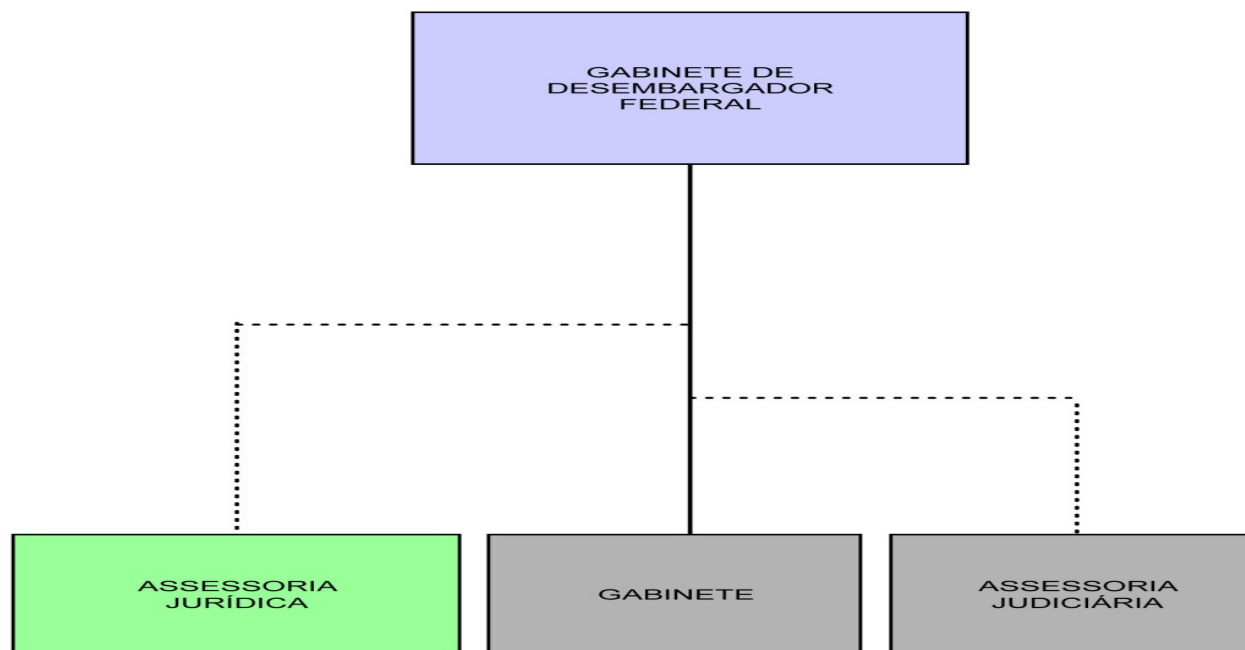 GABINETE DE
DESEMBARGADOR
FEDERAL
ASSESSORIA
JURÍDICA
GABINETE
ASSESSORIA
JUDICIÁRIA